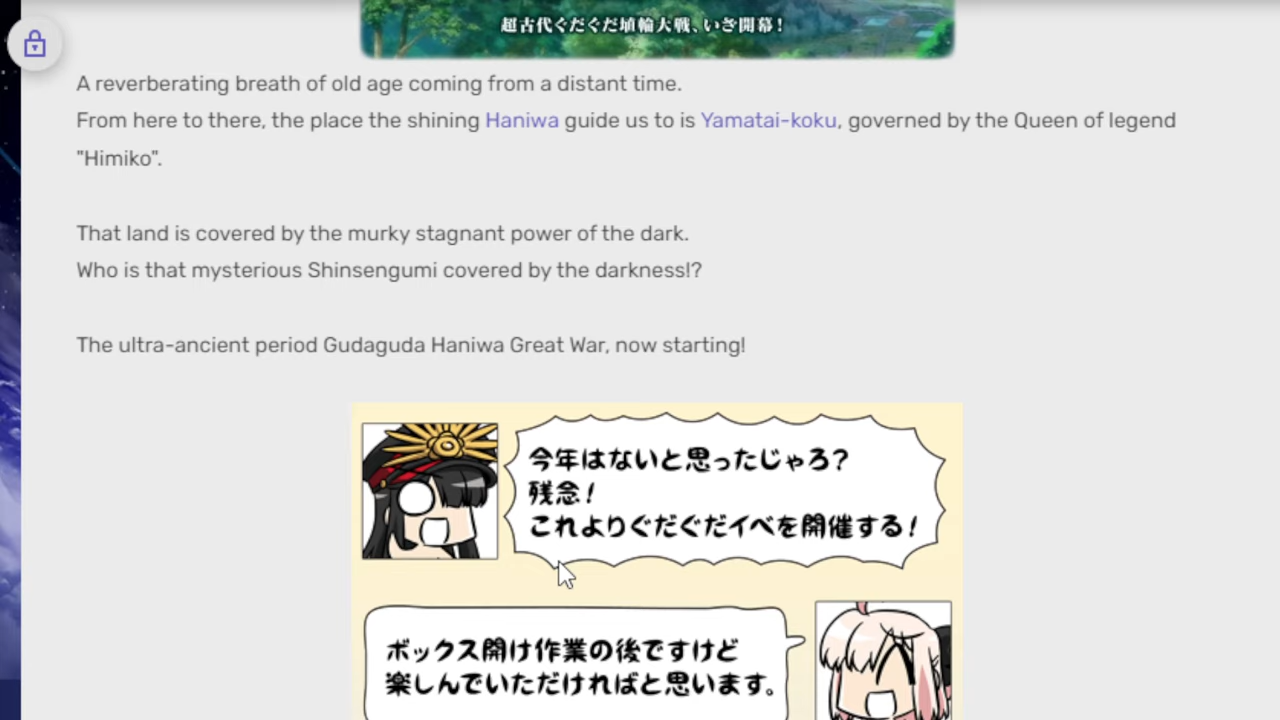 超古代ぐだぐだ埴輪大戦、いざ開幕！
A reverberating breath of old age coming from a distant time.
From here to there, the place the shining Haniwa guide us to is Yamatai-koku, governed by the Queen of legend
"Himiko".
That land is covered by the murky stagnant power of the dark.
Who is that mysterious Shinsengumi covered by the darkness!?
The ultra-ancient period Gudaguda Haniwa Great War, now starting!
今年はないと思ったじゃろ？
残念！
これよりぐだぐだイベを開催する！
ボックス開け作業の後ですけど
楽しんでいただければと思います。